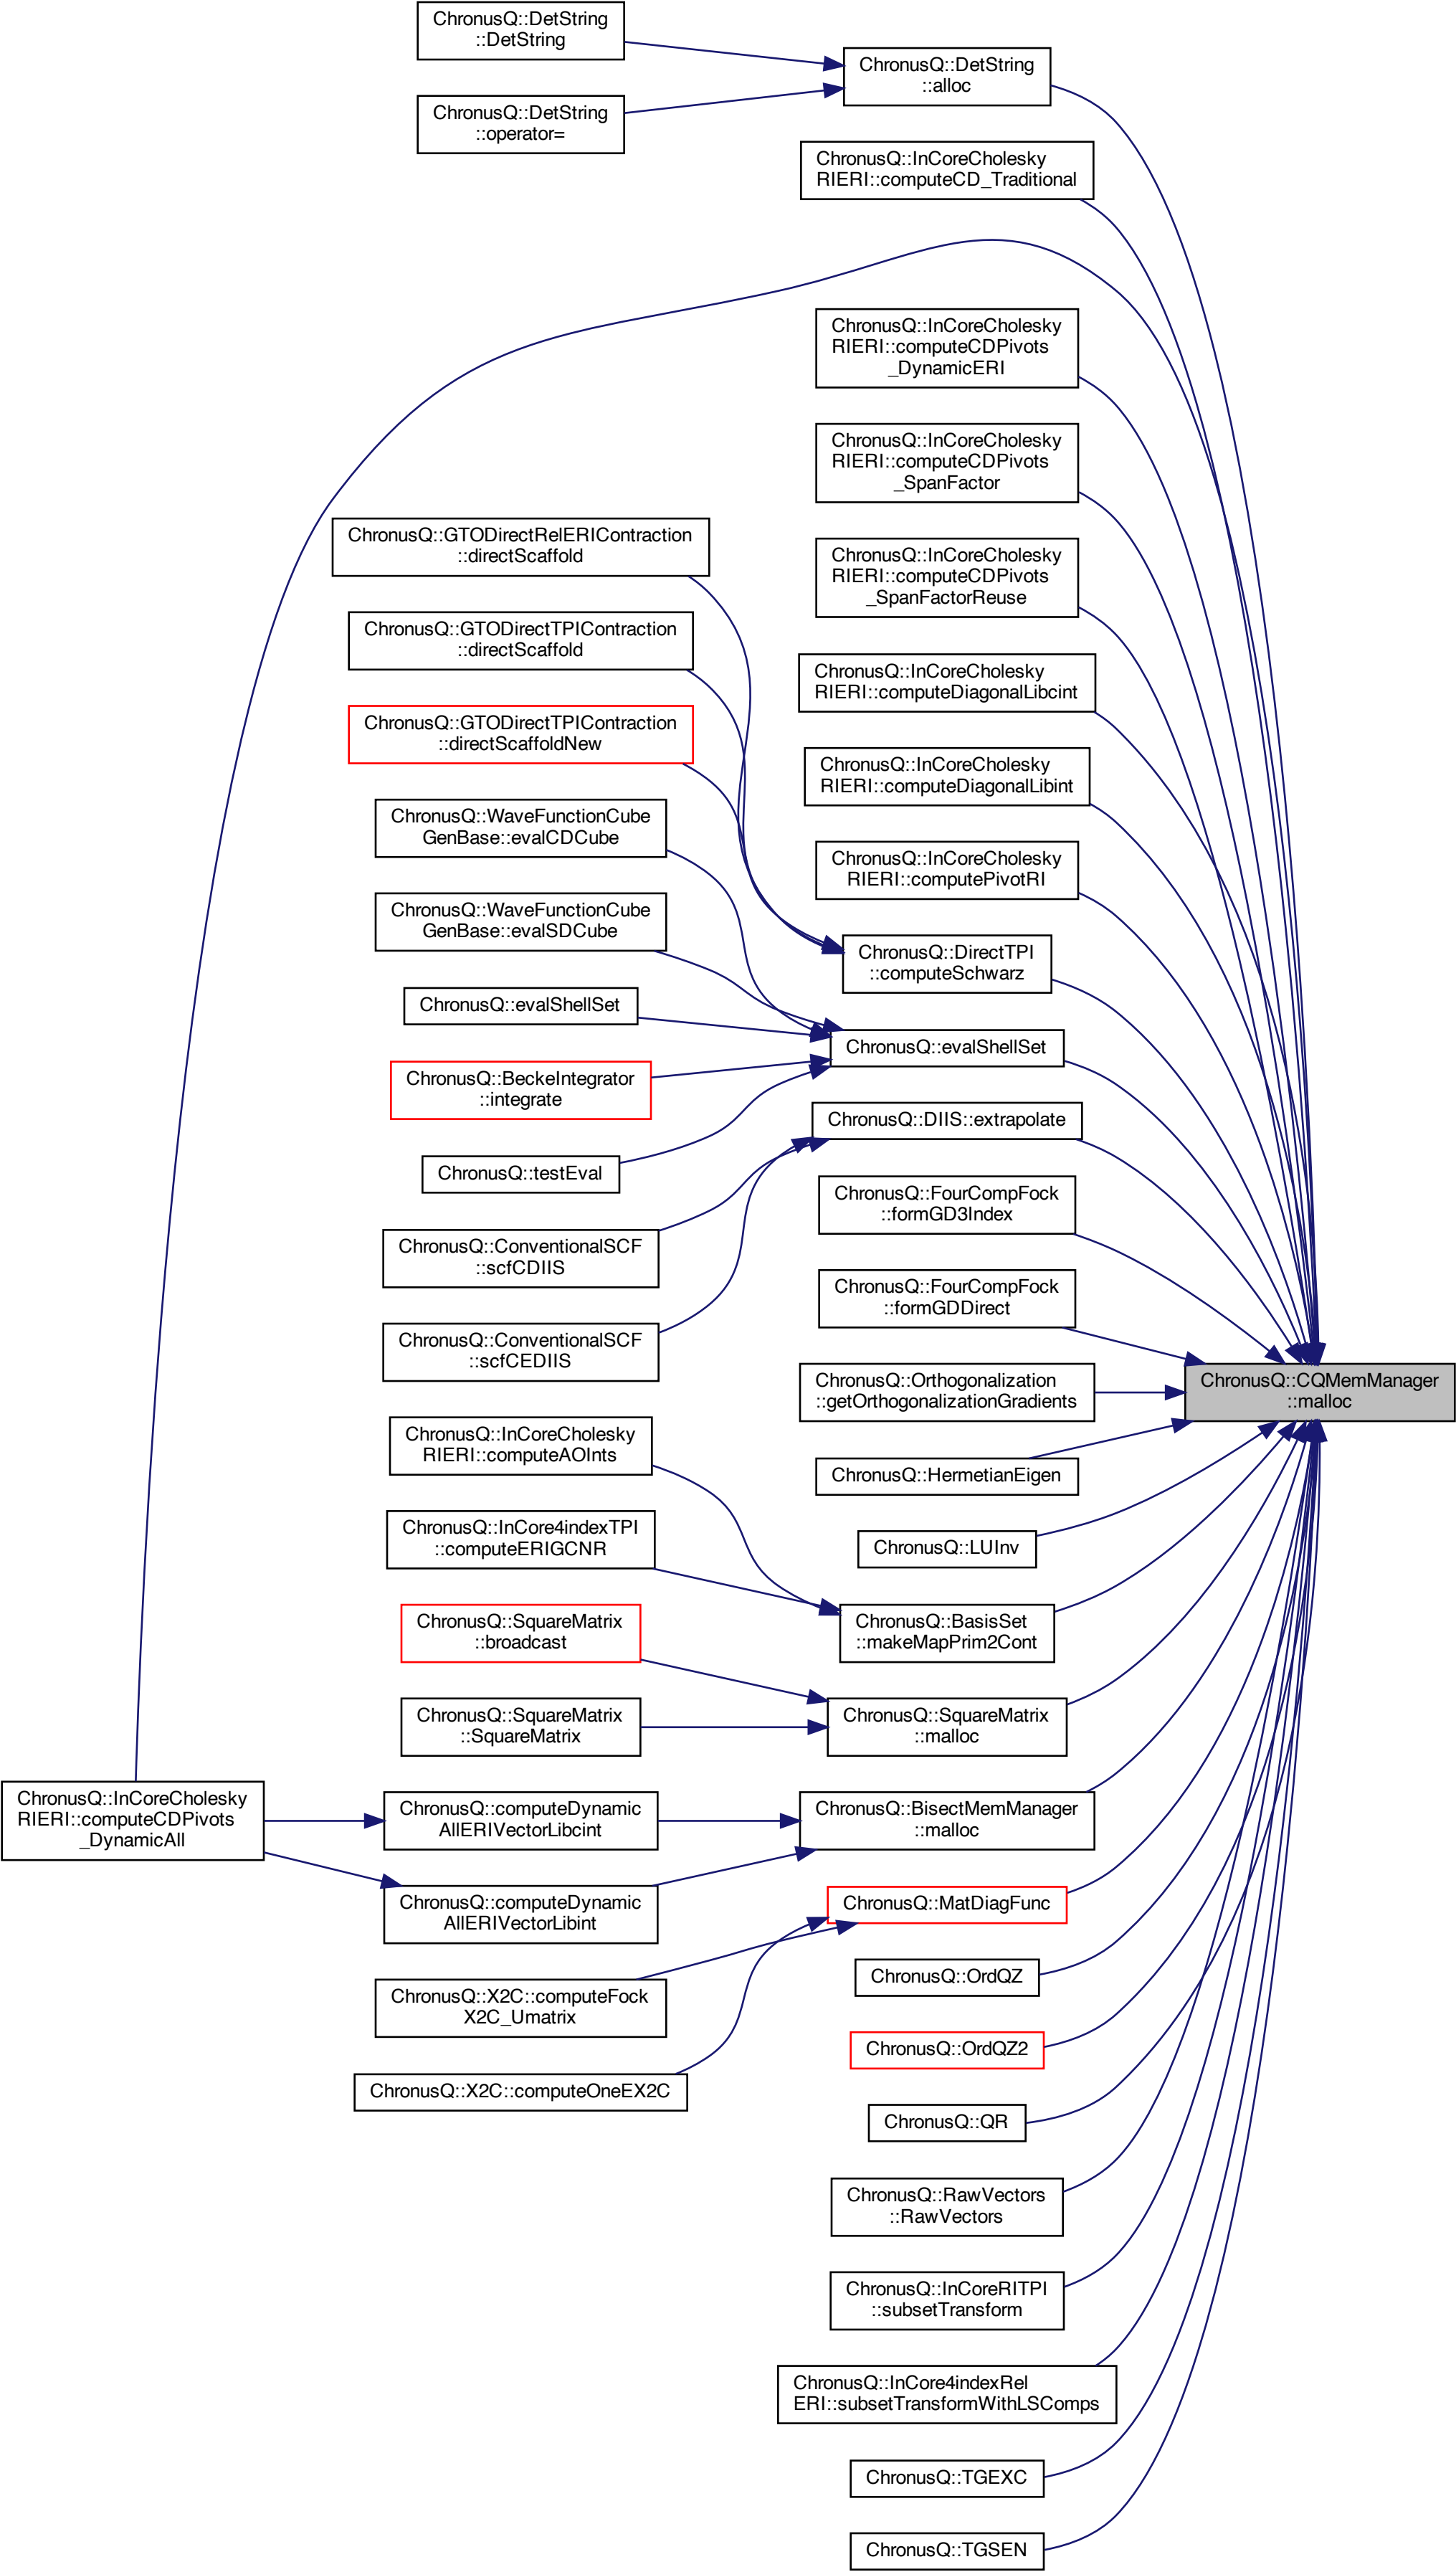 ChronusQ::DetString
::DetString
ChronusQ::DetString
::alloc
ChronusQ::DetString
::operator=
ChronusQ::InCoreCholesky
RIERI::computeCD_Traditional
ChronusQ::InCoreCholesky
RIERI::computeCDPivots
_DynamicERI
ChronusQ::InCoreCholesky
RIERI::computeCDPivots
_SpanFactor
ChronusQ::GTODirectRelERIContraction
::directScaffold
ChronusQ::InCoreCholesky
RIERI::computeCDPivots
_SpanFactorReuse
ChronusQ::GTODirectTPIContraction
::directScaffold
ChronusQ::InCoreCholesky
RIERI::computeDiagonalLibcint
ChronusQ::GTODirectTPIContraction
::directScaffoldNew
ChronusQ::InCoreCholesky
RIERI::computeDiagonalLibint
ChronusQ::WaveFunctionCube
GenBase::evalCDCube
ChronusQ::InCoreCholesky
RIERI::computePivotRI
ChronusQ::WaveFunctionCube
GenBase::evalSDCube
ChronusQ::DirectTPI
::computeSchwarz
ChronusQ::evalShellSet
ChronusQ::evalShellSet
ChronusQ::BeckeIntegrator
::integrate
ChronusQ::DIIS::extrapolate
ChronusQ::testEval
ChronusQ::FourCompFock
::formGD3Index
ChronusQ::ConventionalSCF
::scfCDIIS
ChronusQ::FourCompFock
::formGDDirect
ChronusQ::ConventionalSCF
::scfCEDIIS
ChronusQ::Orthogonalization
::getOrthogonalizationGradients
ChronusQ::CQMemManager
::malloc
ChronusQ::InCoreCholesky
RIERI::computeAOInts
ChronusQ::HermetianEigen
ChronusQ::InCore4indexTPI
::computeERIGCNR
ChronusQ::LUInv
ChronusQ::SquareMatrix
::broadcast
ChronusQ::BasisSet
::makeMapPrim2Cont
ChronusQ::SquareMatrix
::SquareMatrix
ChronusQ::SquareMatrix
::malloc
ChronusQ::InCoreCholesky
RIERI::computeCDPivots
_DynamicAll
ChronusQ::computeDynamic
AllERIVectorLibcint
ChronusQ::BisectMemManager
::malloc
ChronusQ::computeDynamic
AllERIVectorLibint
ChronusQ::MatDiagFunc
ChronusQ::X2C::computeFock
X2C_Umatrix
ChronusQ::OrdQZ
ChronusQ::OrdQZ2
ChronusQ::X2C::computeOneEX2C
ChronusQ::QR
ChronusQ::RawVectors
::RawVectors
ChronusQ::InCoreRITPI
::subsetTransform
ChronusQ::InCore4indexRel
ERI::subsetTransformWithLSComps
ChronusQ::TGEXC
ChronusQ::TGSEN